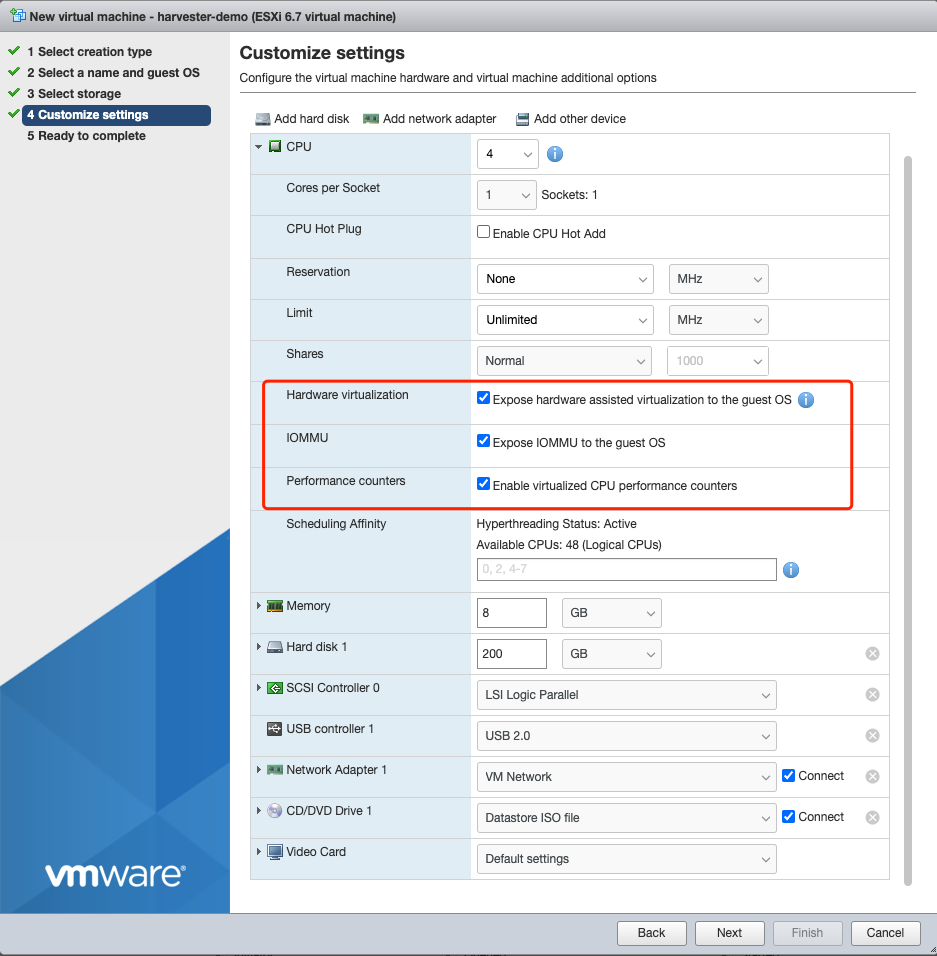 New virtual machine - harvester-demo (ESXi 6.7 virtual machine)
1 Select creation type
2 Select a name and guest OS
3 Select storage
4 Customize settings
5 Ready to complete
Customize settings
Configure the virtual machine hardware and virtual machine additional options
Add hard disk Add network adapter Add other device
CPU 4
Cores per Socket 1 Sockets: 1
CPU Hot Plug Enable CPU Hot Add
Reservation None MHz
Limit Unlimited MHz
Shares Normal 1000
Hardware virtualization Expose hardware assisted virtualization to the guest OS
IOMMU Expose IOMMU to the guest OS
Performance counters Enable virtualized CPU performance counters
Scheduling Affinity Hyperthreading Status: Active
Available CPUs: 48 (Logical CPUs)
0, 2, 4-7
Memory 8 GB
Hard disk 1 200 GB
SCSI Controller 0 LSI Logic Parallel
USB controller 1 USB 2.0
Network Adapter 1 VM Network Connect
CD/DVD Drive 1 Datastore ISO file Connect
Video Card Default settings
vmware®
Back Next Finish Cancel